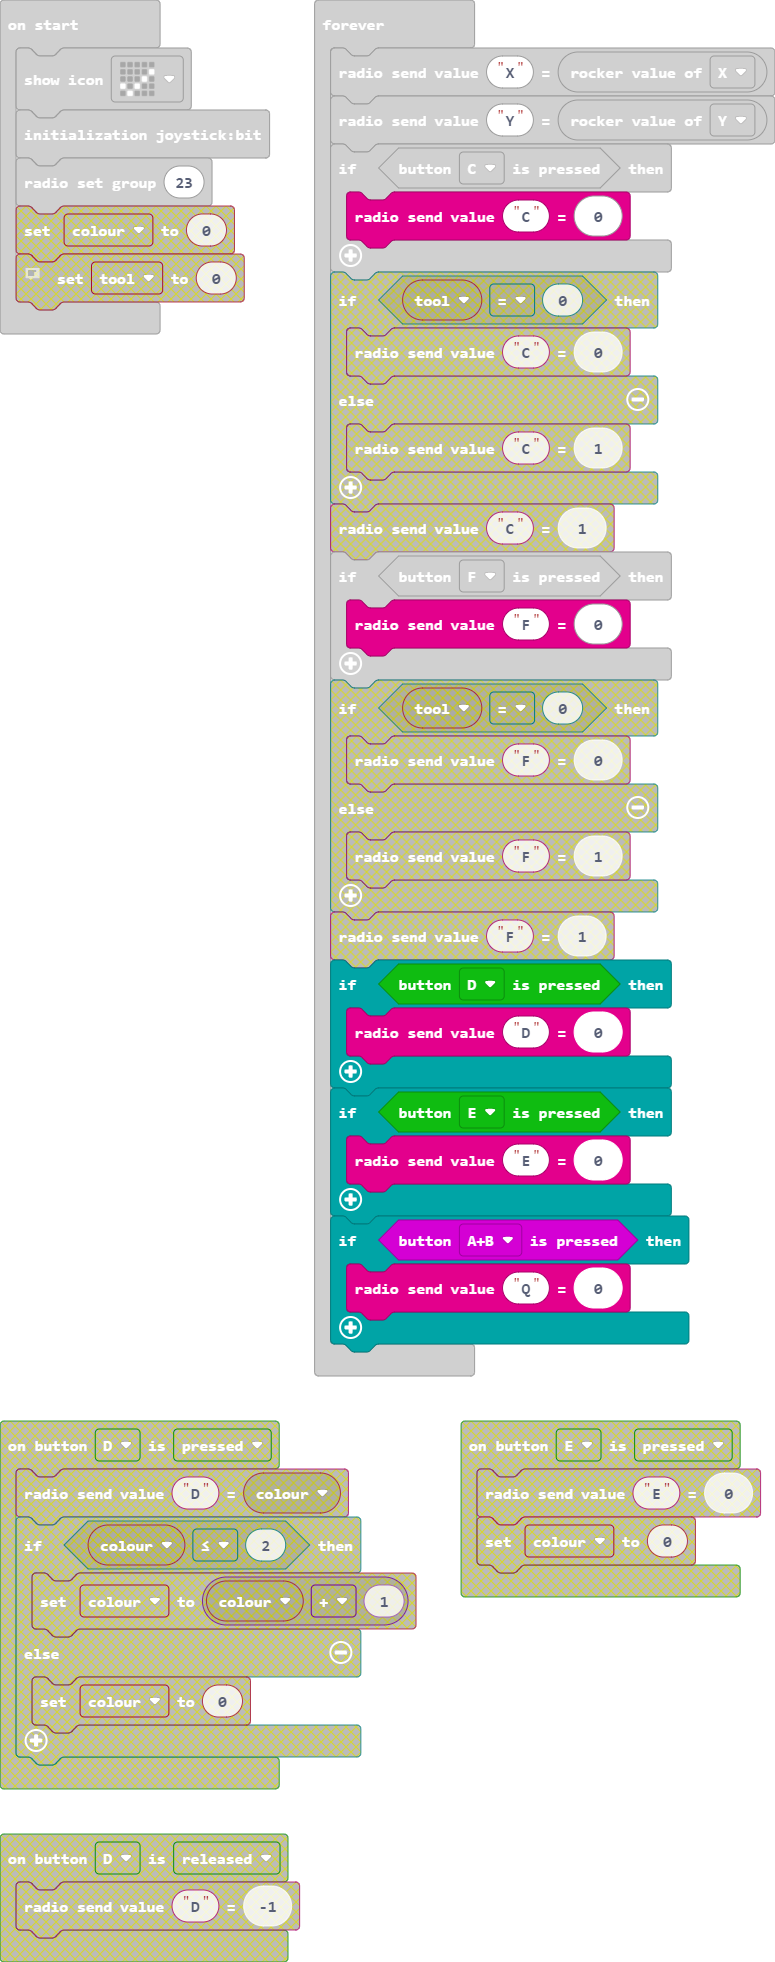 on start
show icon
initialization joystick:bit
radio set group 23
set colour to 0
set tool to 0
forever
radio send value "X" = rocker value of X
radio send value "Y" = rocker value of Y
if button C is pressed then
radio send value "C" = 0
if tool = 0 then
radio send value "C" = 0
else
radio send value "C" = 1
radio send value "C" = 1
if button F is pressed then
radio send value "F" = 0
if tool = 0 then
radio send value "F" = 0
else
radio send value "F" = 1
radio send value "F" = 1
if button D is pressed then
radio send value "D" = 0
if button E is pressed then
radio send value "E" = 0
if button A+B is pressed then
radio send value "Q" = 0
on button D is pressed
radio send value "D" = colour
if colour ≤ 2 then
set colour to colour + 1
else
set colour to 0
on button E is pressed
radio send value "E" = 0
set colour to 0
on button D is released
radio send value "D" = -1